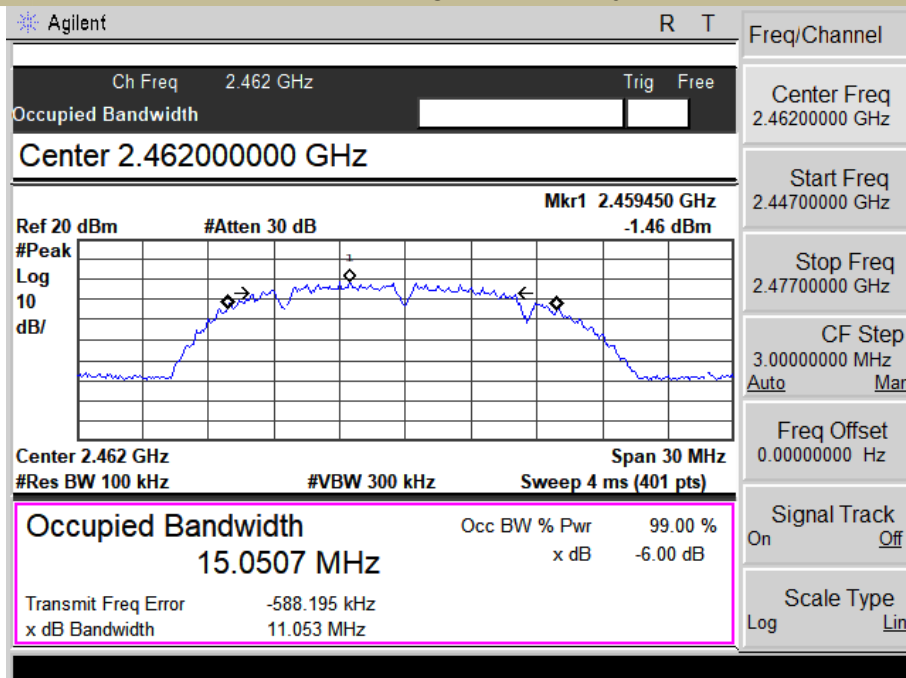 Agilent R T
Freq/Channel
Ch Freq 2.462 GHz Trig Free
Occupied Bandwidth
Center 2.462000000 GHz
Mkr1 2.459450 GHz
Ref 20 dBm #Atten 30 dB -1.46 dBm
#Peak
Log
10
dB/
1
Center 2.462 GHz Span 30 MHz
#Res BW 100 kHz #VBW 300 kHz Sweep 4 ms (401 pts)
Occupied Bandwidth Occ BW % Pwr 99.00 %
15.0507 MHz x dB -6.00 dB
Transmit Freq Error -588.195 kHz
x dB Bandwidth 11.053 MHz
Center Freq
2.46200000 GHz
Start Freq
2.44700000 GHz
Stop Freq
2.47700000 GHz
CF Step
3.00000000 MHz
Auto Man
Freq Offset
0.00000000 Hz
Signal Track
On Off
Scale Type
Log Lin